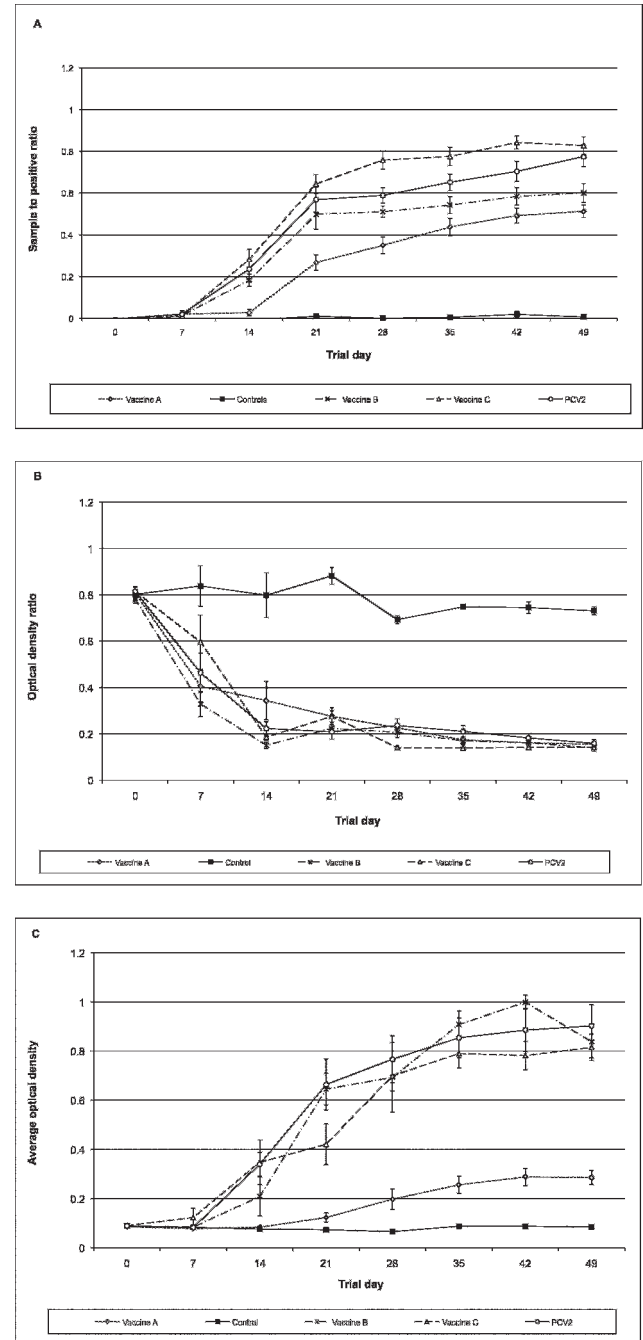 A
1.2
1
0.8
0.6
0.4
0.2
0
Sample to positive ratio
0 7 14 21 28 35 42 49
Trial day
Vaccine A Controls Vaccine B Vaccine C PCV2
B
1.2
1
0.8
0.6
0.4
0.2
0
Optical density ratio
0 7 14 21 28 35 42 49
Trial day
Vaccine A Control Vaccine B Vaccine C PCV2
C
1.2
1
0.8
0.6
0.4
0.2
0
Average optical density
0 7 14 21 28 35 42 49
Trial day
Vaccine A Control Vaccine B Vaccine C PCV2